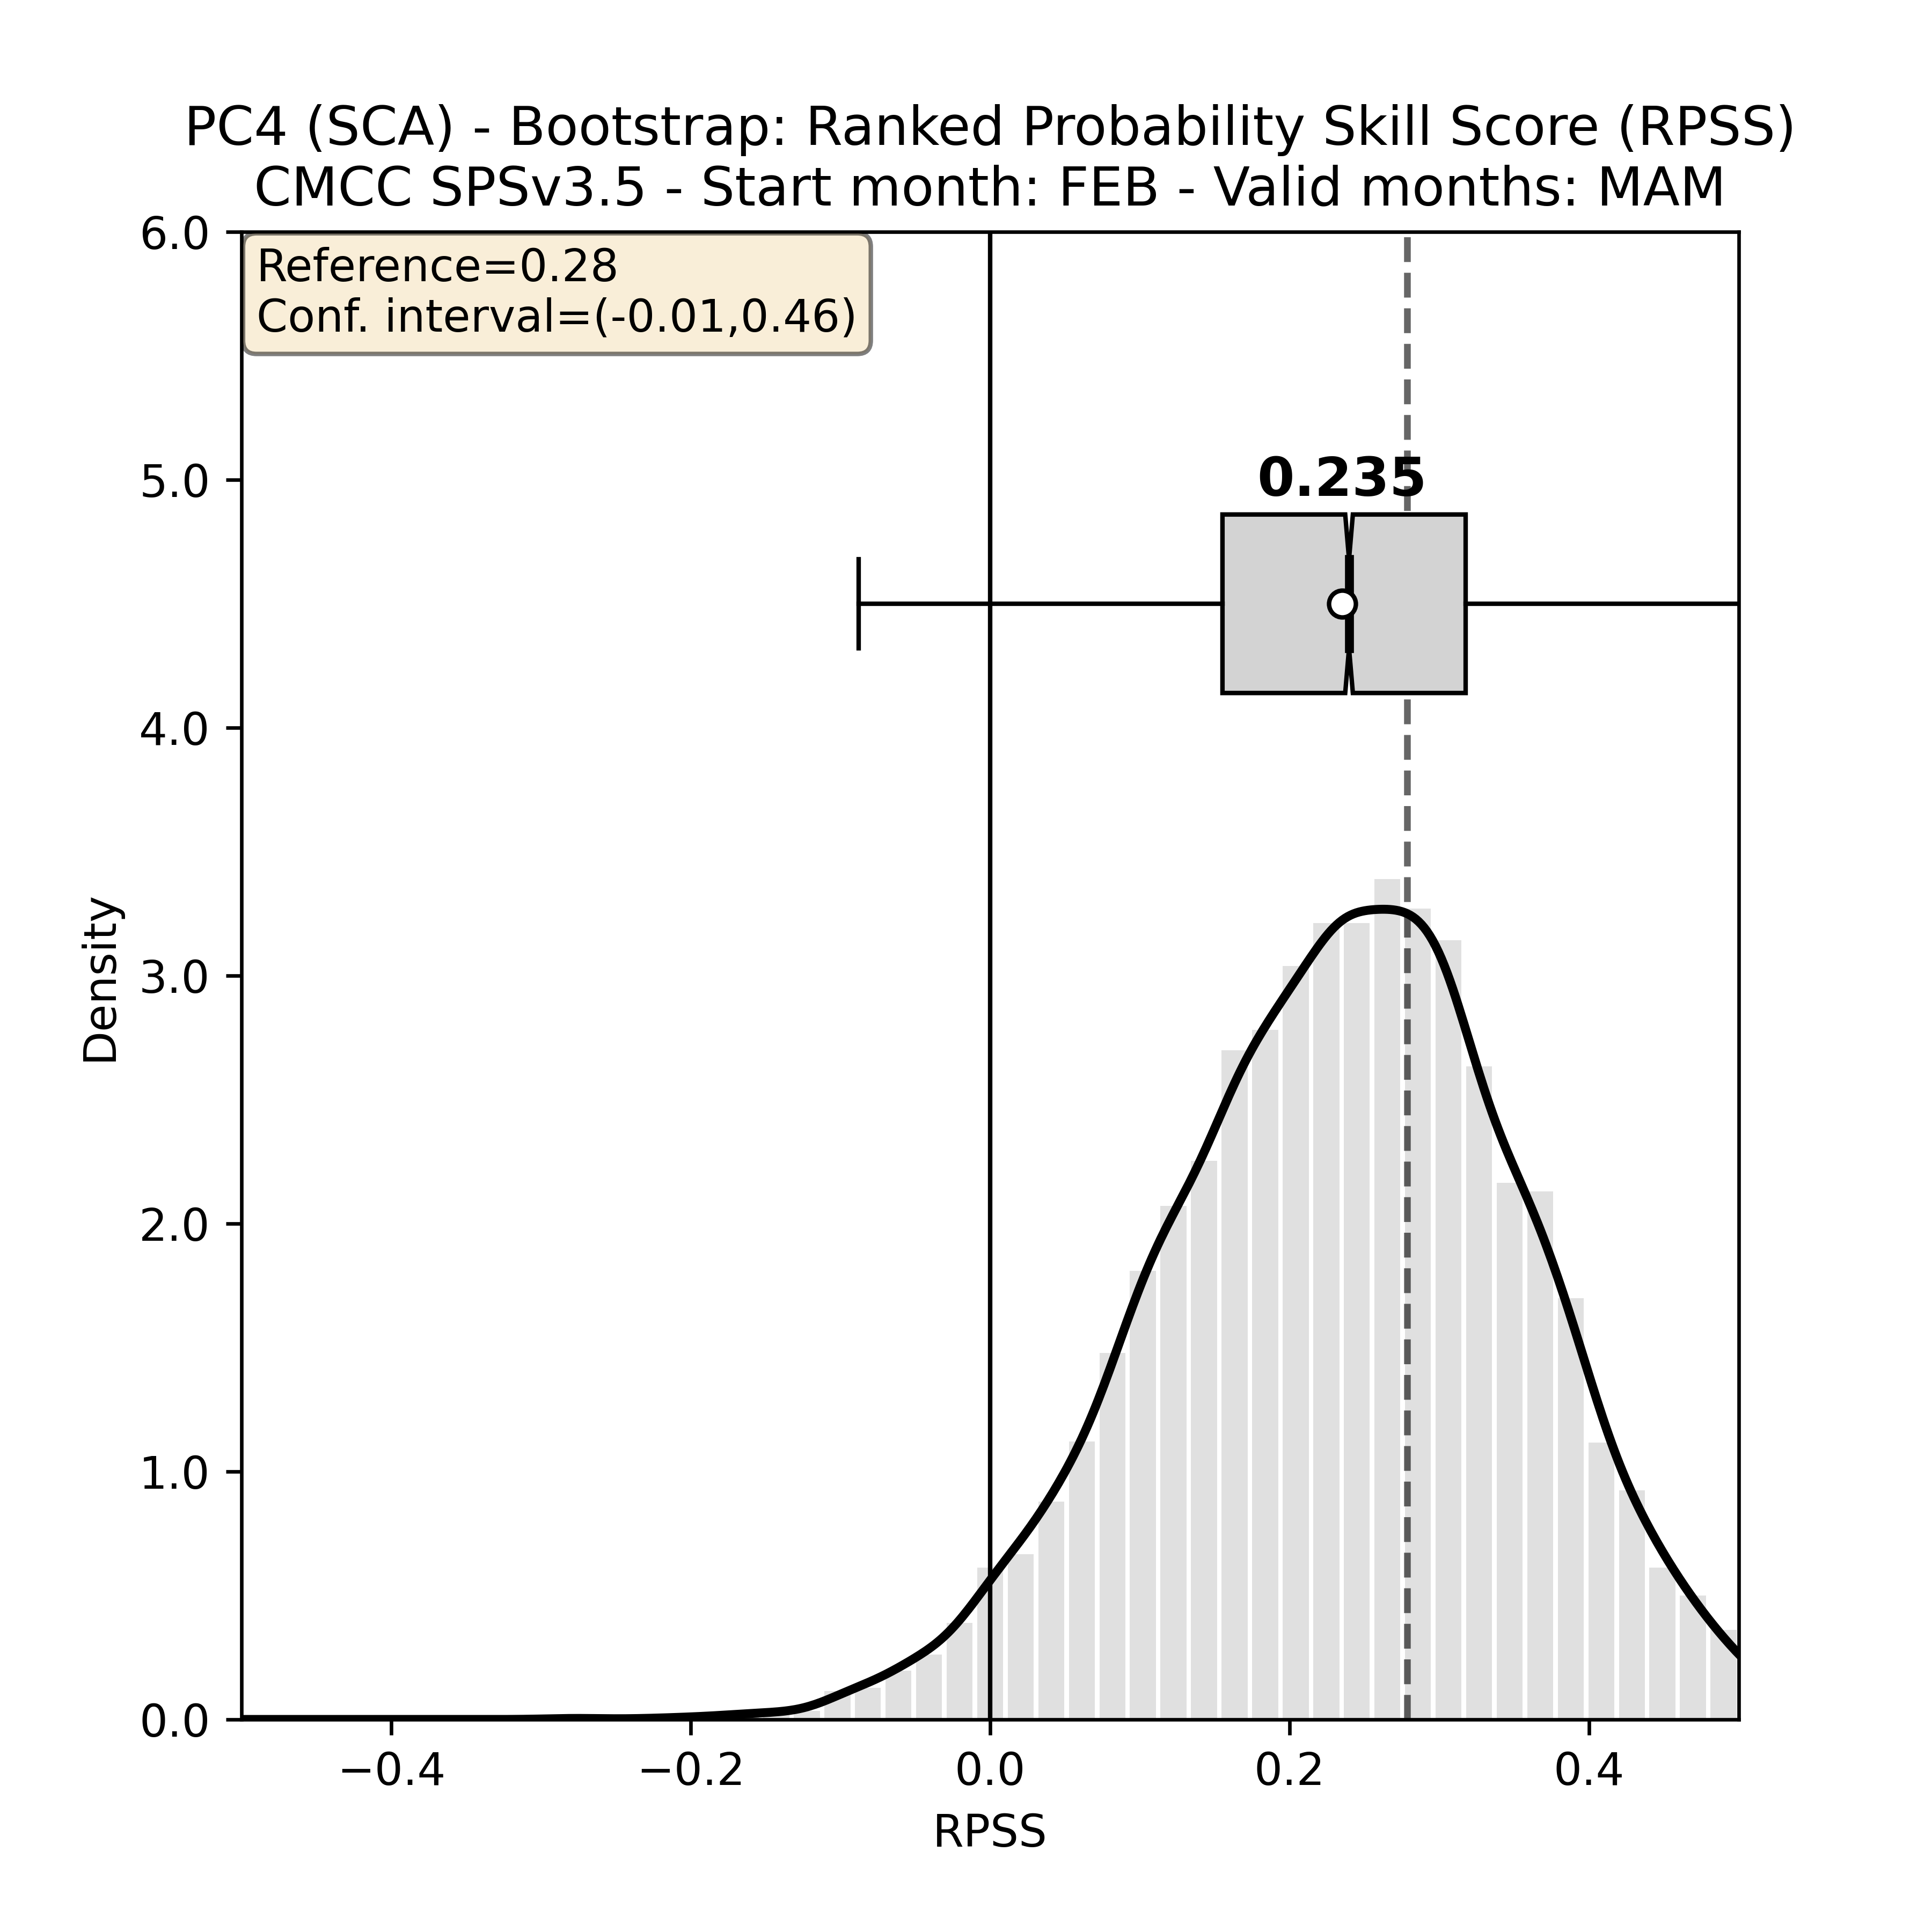 PC4 (SCA) - Bootstrap: Ranked Probability Skill Score (RPSS)
CMCC SPSv3.5 - Start month: FEB - Valid months: MAM
6.0
Reference=0.28
Conf. interval=(-0.01,0.46)
5.0
0.235
4.0
Density
3.0
2.0
1.0
0.0
−0.4 −0.2 0.0 0.2 0.4
RPSS